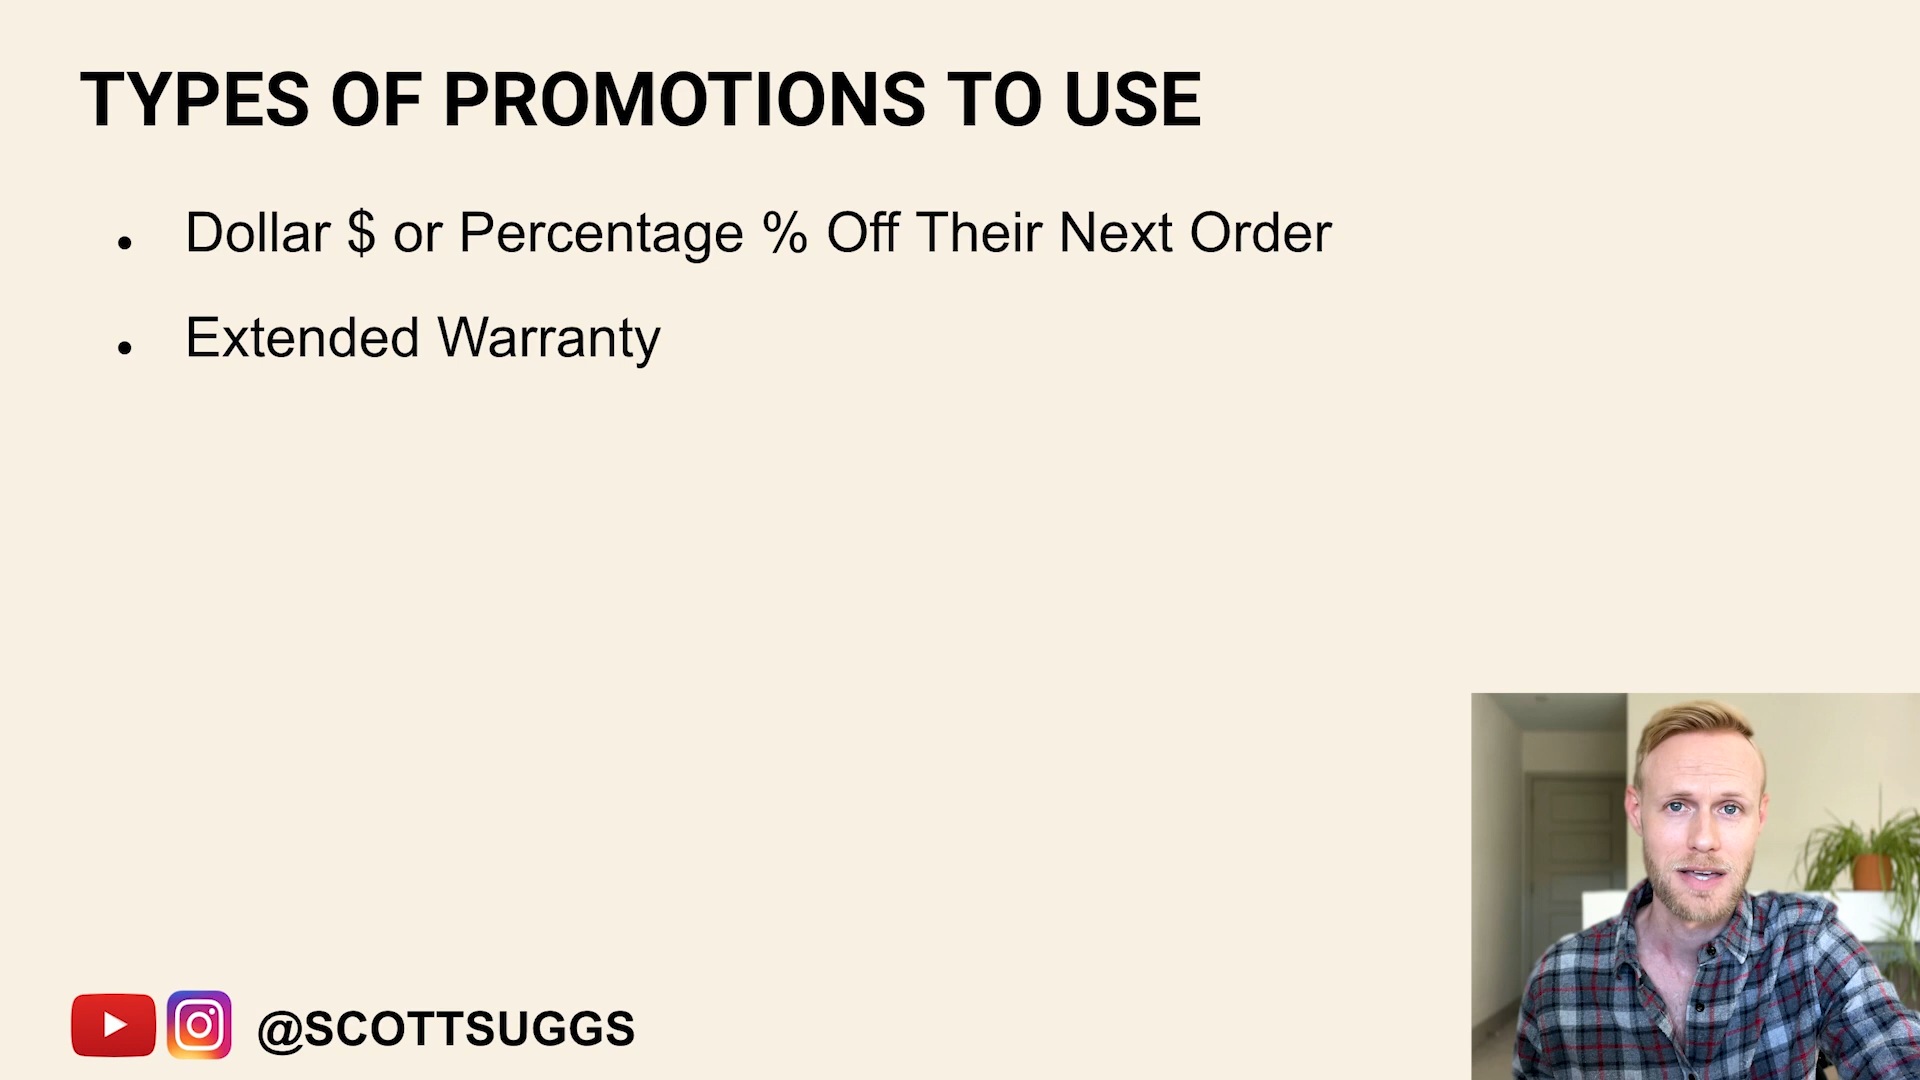 TYPES OF PROMOTIONS TO USE
• Dollar $ or Percentage % Off Their Next Order
• Extended Warranty
@SCOTTSUGGS